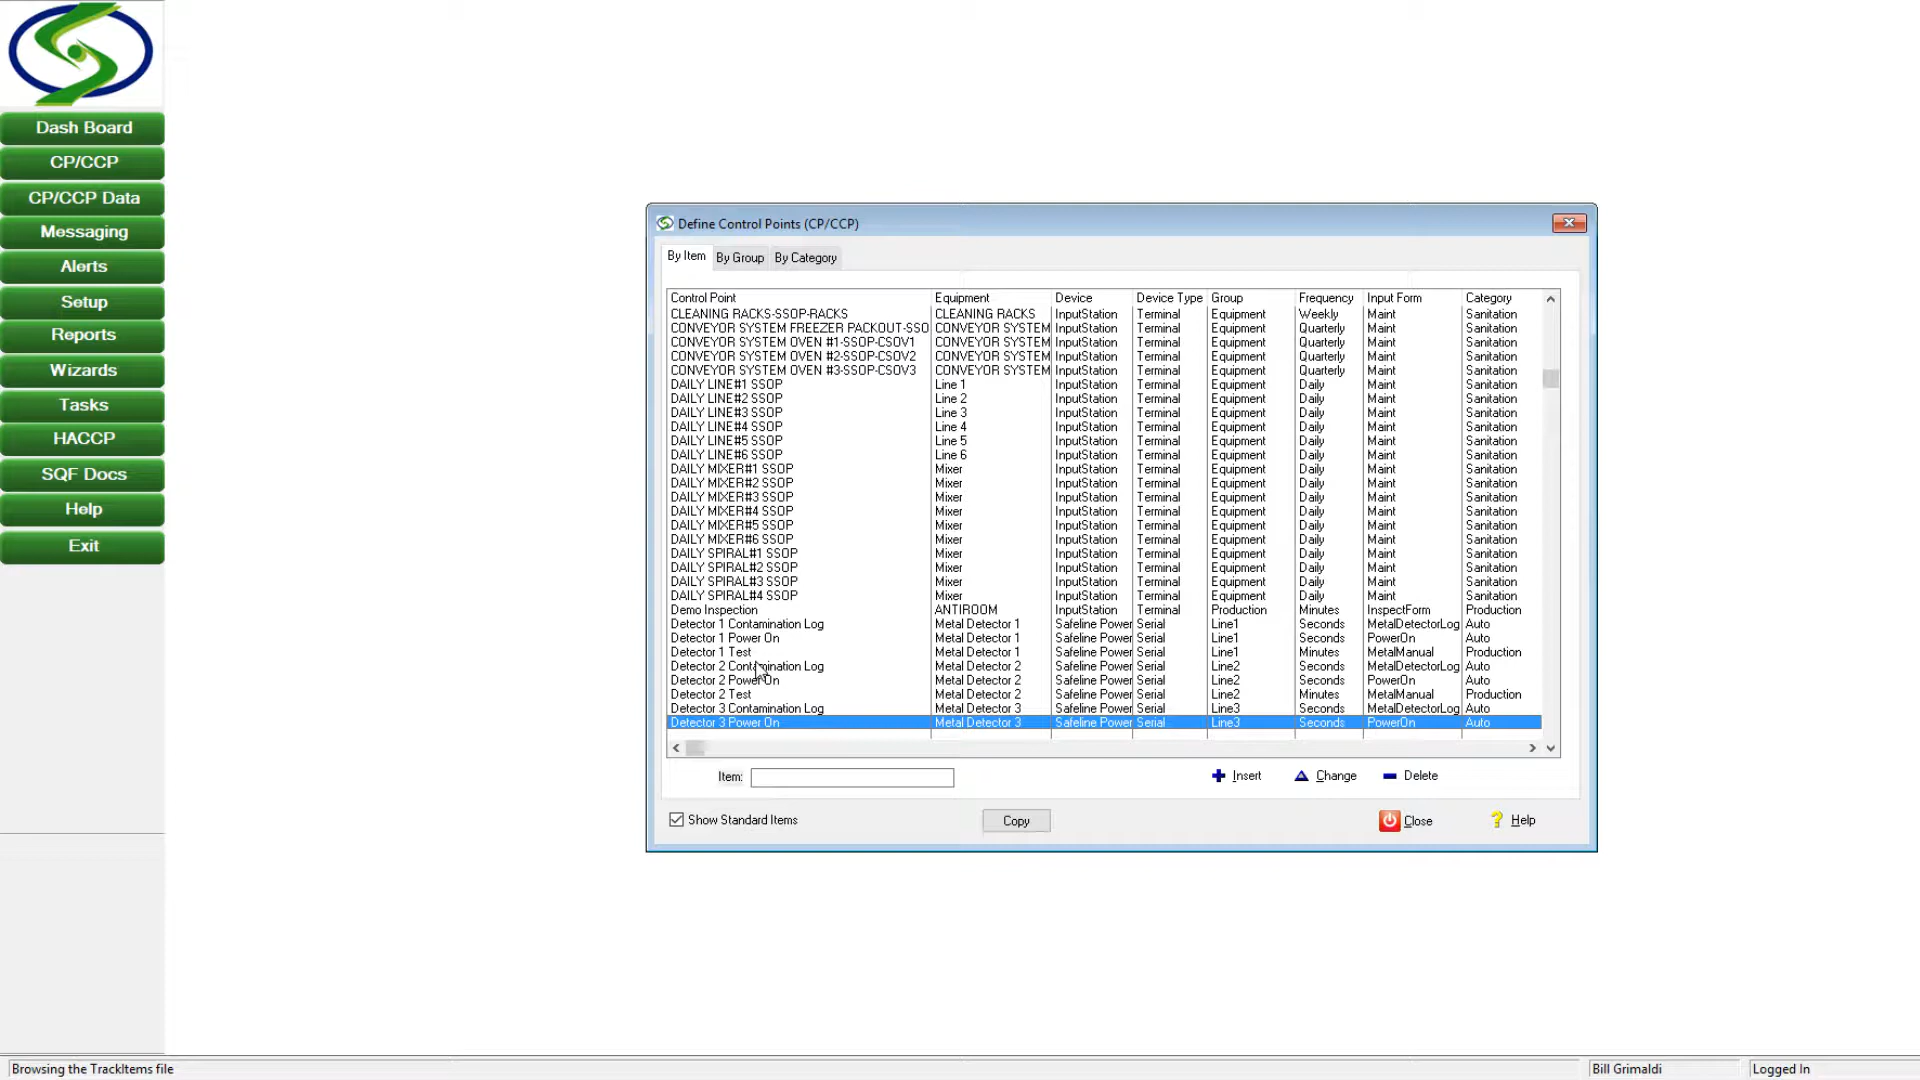 Dash Board
CP/CCP
CP/CCP Data
Messaging
Alerts
Setup
Reports
Wizards
Tasks
HACCP
SQF Docs
Help
Exit
Define Control Points (CP/CCP)
By Item By Group By Category
Control Point Equipment Device Device Type Group Frequency Input Form Category
CLEANING RACKS-SSOP-RACKS CLEANING RACKS InputStation Terminal Equipment Weekly Maint Sanitation
CONVEYOR SYSTEM FREEZER PACKOUT-SSO CONVEYOR SYSTEM InputStation Terminal Equipment Quarterly Maint Sanitation
CONVEYOR SYSTEM OVEN #1-SSOP-CSOV1 CONVEYOR SYSTEM InputStation Terminal Equipment Quarterly Maint Sanitation
CONVEYOR SYSTEM OVEN #2-SSOP-CSOV2 CONVEYOR SYSTEM InputStation Terminal Equipment Quarterly Maint Sanitation
CONVEYOR SYSTEM OVEN #3-SSOP-CSOV3 CONVEYOR SYSTEM InputStation Terminal Equipment Quarterly Maint Sanitation
DAILY LINE#1 SSOP Line 1 InputStation Terminal Equipment Daily Maint Sanitation
DAILY LINE#2 SSOP Line 2 InputStation Terminal Equipment Daily Maint Sanitation
DAILY LINE#3 SSOP Line 3 InputStation Terminal Equipment Daily Maint Sanitation
DAILY LINE#4 SSOP Line 4 InputStation Terminal Equipment Daily Maint Sanitation
DAILY LINE#5 SSOP Line 5 InputStation Terminal Equipment Daily Maint Sanitation
DAILY LINE#6 SSOP Line 6 InputStation Terminal Equipment Daily Maint Sanitation
DAILY MIXER#1 SSOP Mixer InputStation Terminal Equipment Daily Maint Sanitation
DAILY MIXER#2 SSOP Mixer InputStation Terminal Equipment Daily Maint Sanitation
DAILY MIXER#3 SSOP Mixer InputStation Terminal Equipment Daily Maint Sanitation
DAILY MIXER#4 SSOP Mixer InputStation Terminal Equipment Daily Maint Sanitation
DAILY MIXER#5 SSOP Mixer InputStation Terminal Equipment Daily Maint Sanitation
DAILY MIXER#6 SSOP Mixer InputStation Terminal Equipment Daily Maint Sanitation
DAILY SPIRAL#1 SSOP Mixer InputStation Terminal Equipment Daily Maint Sanitation
DAILY SPIRAL#2 SSOP Mixer InputStation Terminal Equipment Daily Maint Sanitation
DAILY SPIRAL#3 SSOP Mixer InputStation Terminal Equipment Daily Maint Sanitation
DAILY SPIRAL#4 SSOP Mixer InputStation Terminal Equipment Daily Maint Sanitation
Demo Inspection ANTIROOM InputStation Terminal Production Minutes InspectForm Production
Detector 1 Contamination Log Metal Detector 1 Safeline Power Serial Line1 Seconds MetalDetectorLog Auto
Detector 1 Power On Metal Detector 1 Safeline Power Serial Line1 Seconds PowerOn Auto
Detector 1 Test Metal Detector 1 Safeline Power Serial Line1 Minutes MetalManual Production
Detector 2 Contamination Log Metal Detector 2 Safeline Power Serial Line2 Seconds MetalDetectorLog Auto
Detector 2 Power On Metal Detector 2 Safeline Power Serial Line2 Seconds PowerOn Auto
Detector 2 Test Metal Detector 2 Safeline Power Serial Line2 Minutes MetalManual Production
Detector 3 Contamination Log Metal Detector 3 Safeline Power Serial Line3 Seconds MetalDetectorLog Auto
Detector 3 Power On Metal Detector 3 Safeline Power Serial Line3 Seconds PowerOn Auto
Item: Insert Change Delete
Show Standard Items Copy Close Help
Browsing the TrackItems file Bill Grimaldi Logged In